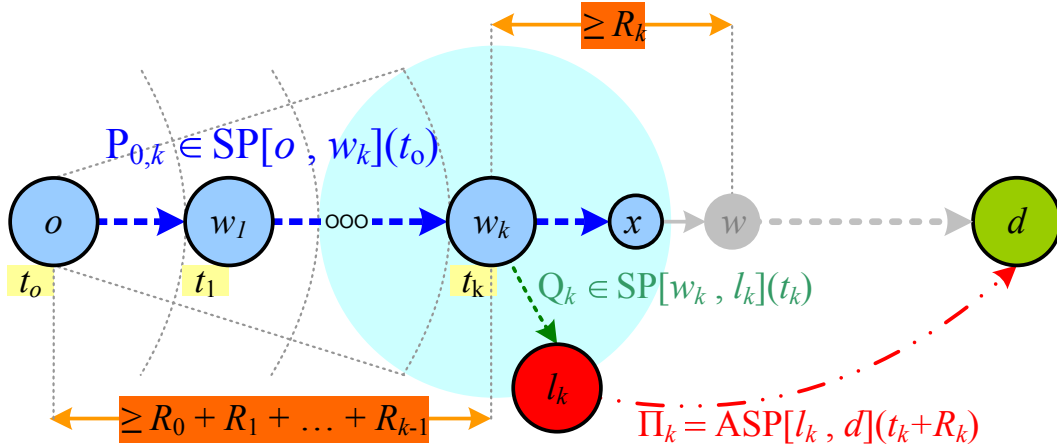 ≥ R_k
P_{0,k} ∈ SP[o , w_k](t_o)
o
w_1
ooo
w_k
x
w
d
t_o
t_1
t_k
Q_k ∈ SP[w_k , l_k](t_k)
l_k
≥ R_0 + R_1 + … + R_{k-1}
Π_k = ASP[l_k , d](t_k+R_k)